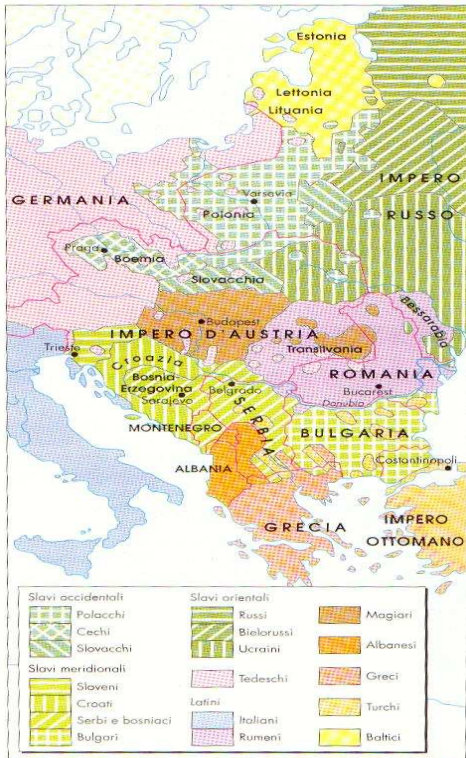 Estonia
Lettonia
Lituania
IMPERO
RUSSO
GERMANIA
Varsavia
Polonia
Praga
Boemia
Slovacchia
Bessarabia
Budapest
IMPERO D'AUSTRIA
Transilvania
Trieste
Croazia
ROMANIA
Bosnia-
Erzegovina
Belgrado
Bucarest
Sarajevo
Danubio
SERBIA
MONTENEGRO
BULGARIA
ALBANIA
Costantinopoli
GRECIA
IMPERO
OTTOMANO
Slavi occidentali
Polacchi
Cechi
Slovacchi
Slavi meridionali
Sloveni
Croati
Serbi e bosniaci
Bulgari
Slavi orientali
Russi
Bielorussi
Ucraini
Tedeschi
Latini
Italiani
Rumeni
Magiari
Albanesi
Greci
Turchi
Baltici